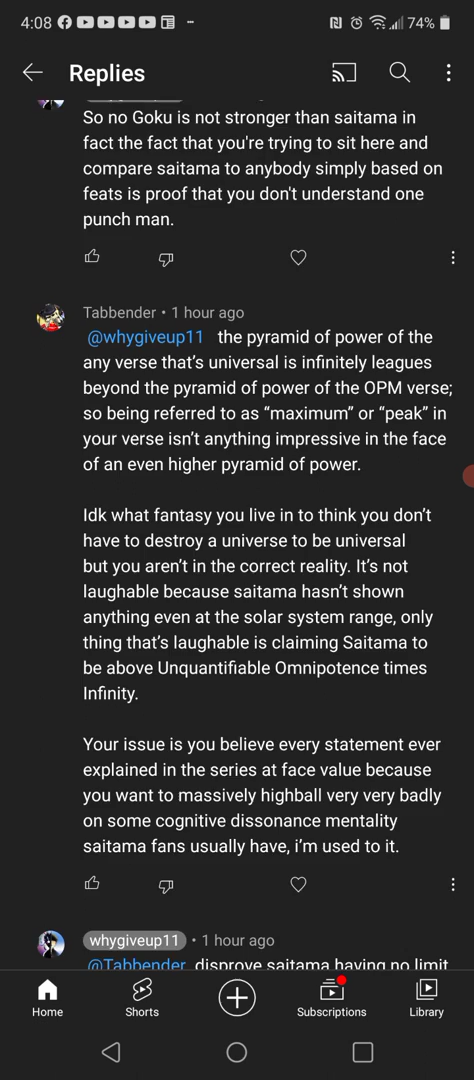 4:08
74%
Replies
So no Goku is not stronger than saitama in
fact the fact that you're trying to sit here and
compare saitama to anybody simply based on
feats is proof that you don't understand one
punch man.
Tabbender • 1 hour ago
@whygiveup11 the pyramid of power of the
any verse that’s universal is infinitely leagues
beyond the pyramid of power of the OPM verse;
so being referred to as “maximum” or “peak” in
your verse isn’t anything impressive in the face
of an even higher pyramid of power.
Idk what fantasy you live in to think you don’t
have to destroy a universe to be universal
but you aren’t in the correct reality. It’s not
laughable because saitama hasn’t shown
anything even at the solar system range, only
thing that’s laughable is claiming Saitama to
be above Unquantifiable Omnipotence times
Infinity.
Your issue is you believe every statement ever
explained in the series at face value because
you want to massively highball very very badly
on some cognitive dissonance mentality
saitama fans usually have, i’m used to it.
whygiveup11 • 1 hour ago
@Tabbender disprove saitama having no limit
Home
Shorts
Subscriptions
Library